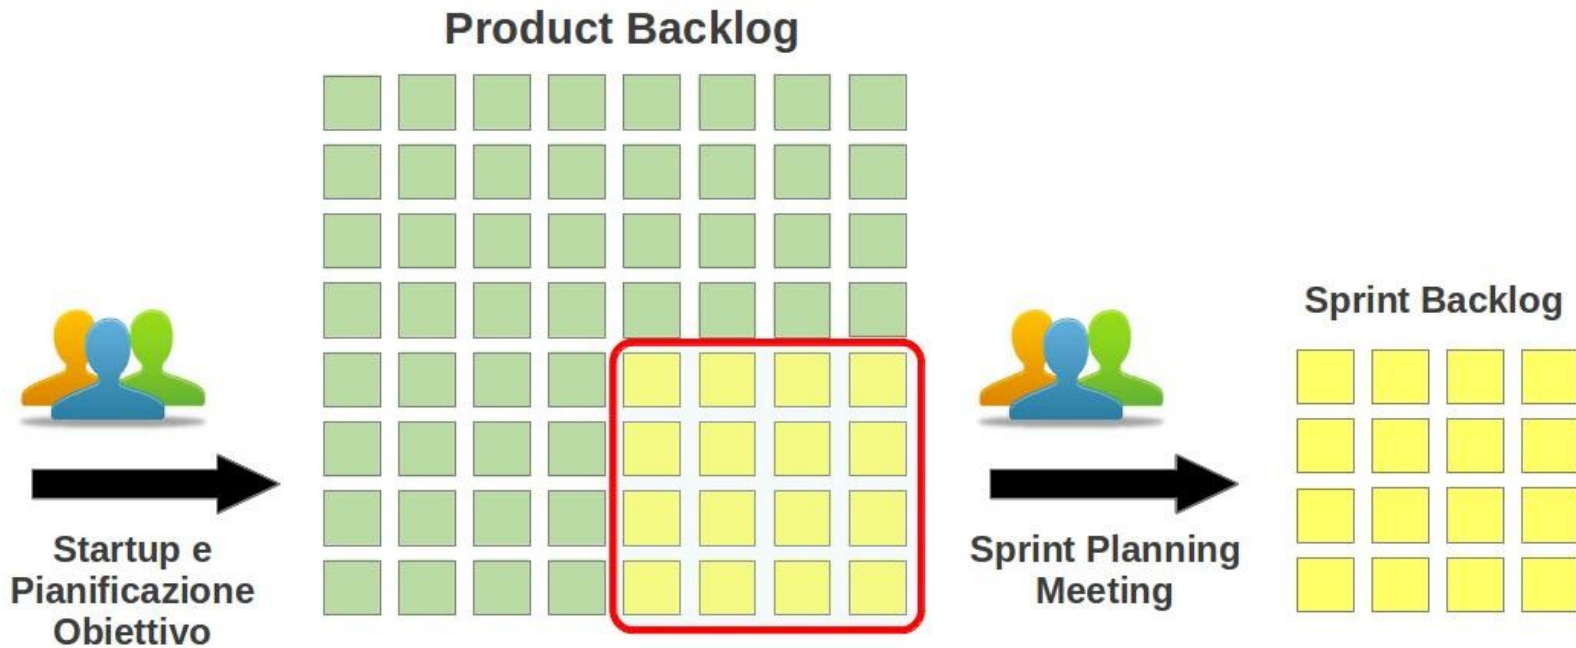 Product Backlog
Sprint Backlog
Startup e
Pianificazione
Obiettivo
Sprint Planning
Meeting